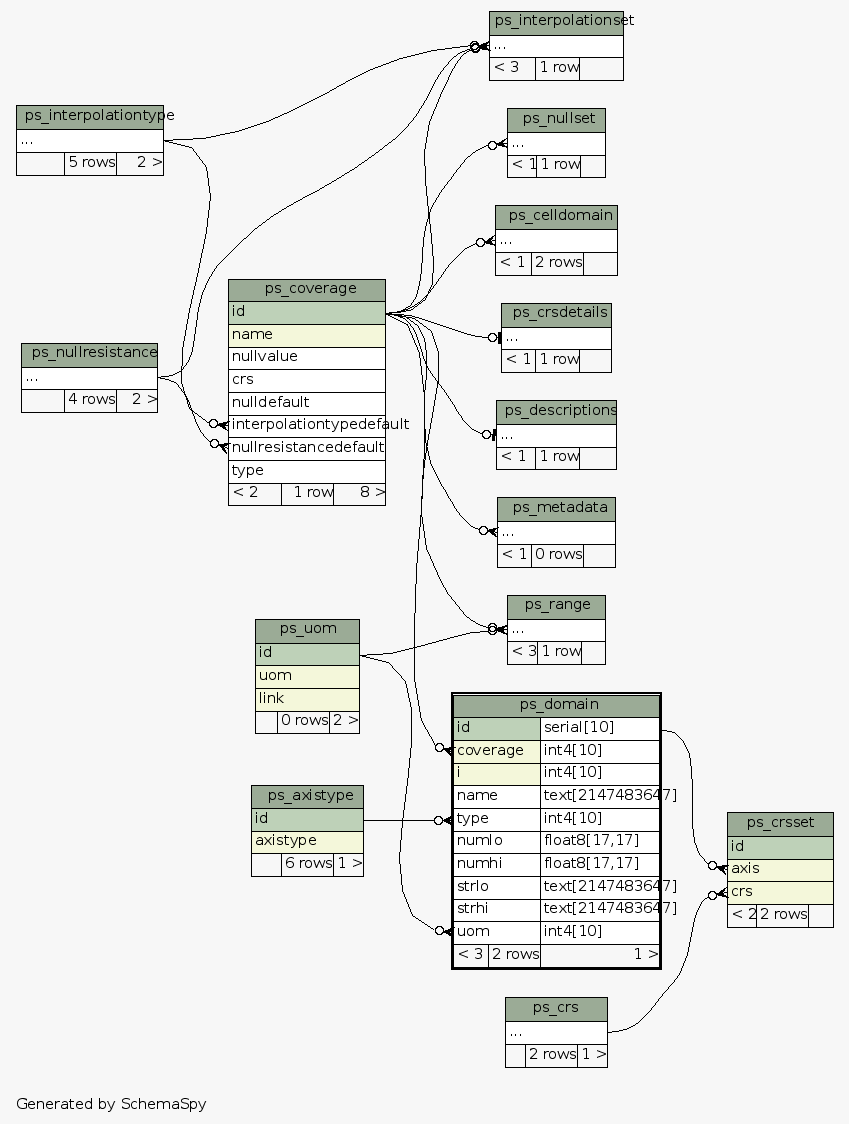 ps_interpolationset
...
< 3 1 row
ps_interpolationtype
...
5 rows 2 >
ps_nullset
...
< 1 1 row
ps_celldomain
...
< 1 2 rows
ps_coverage
id
name
nullvalue
crs
nulldefault
interpolationtypedefault
nullresistancedefault
type
< 2 1 row 8 >
ps_crsdetails
...
< 1 1 row
ps_nullresistance
...
4 rows 2 >
ps_descriptions
...
< 1 1 row
ps_metadata
...
< 1 0 rows
ps_range
...
< 3 1 row
ps_uom
id
uom
link
0 rows 2 >
ps_domain
id serial[10]
coverage int4[10]
i int4[10]
name text[2147483647]
type int4[10]
numlo float8[17,17]
numhi float8[17,17]
strlo text[2147483647]
strhi text[2147483647]
uom int4[10]
< 3 2 rows 1 >
ps_axistype
id
axistype
6 rows 1 >
ps_crsset
id
axis
crs
< 2 2 rows
ps_crs
...
2 rows 1 >
Generated by SchemaSpy